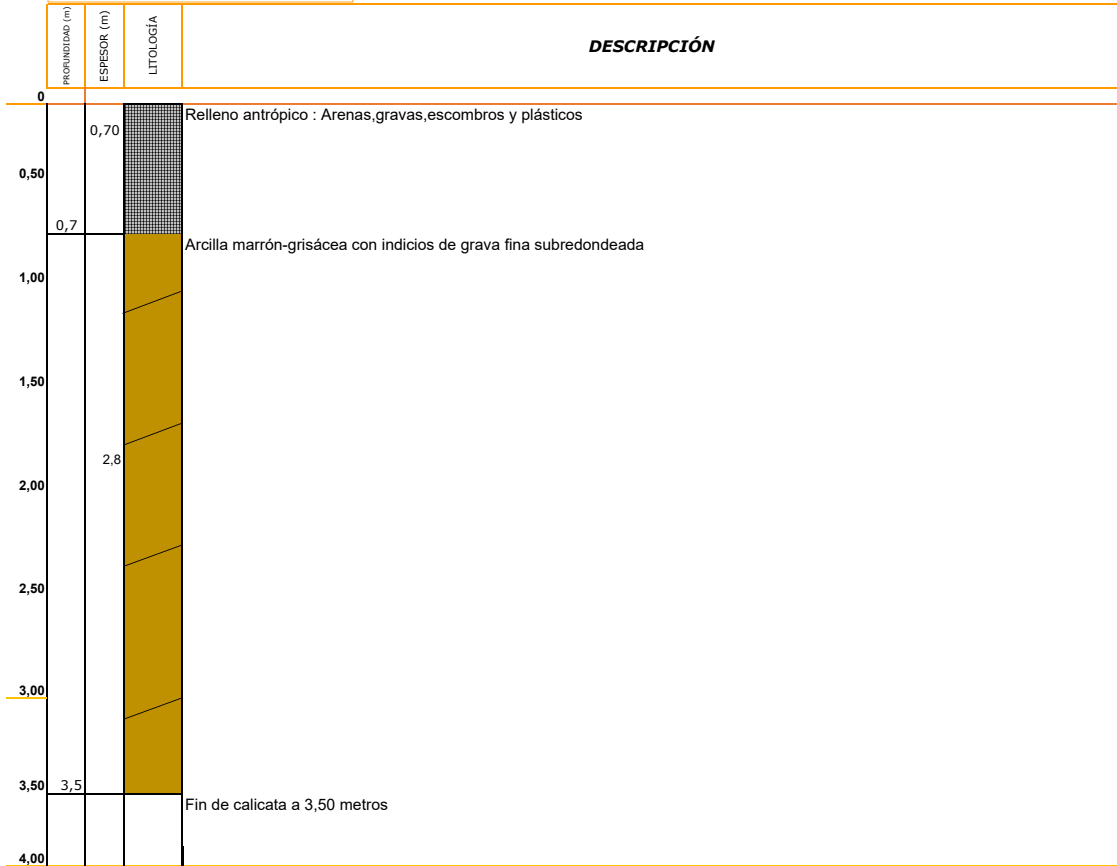 PROFUNDIDAD (m)
ESPESOR (m)
LITOLOGÍA
DESCRIPCIÓN
0
Relleno antrópico : Arenas,gravas,escombros y plásticos
0,70
0,50
0,7
Arcilla marrón-grisácea con indicios de grava fina subredondeada
1,00
1,50
2,8
2,00
2,50
3,00
3,50
3,5
Fin de calicata a 3,50 metros
4,00